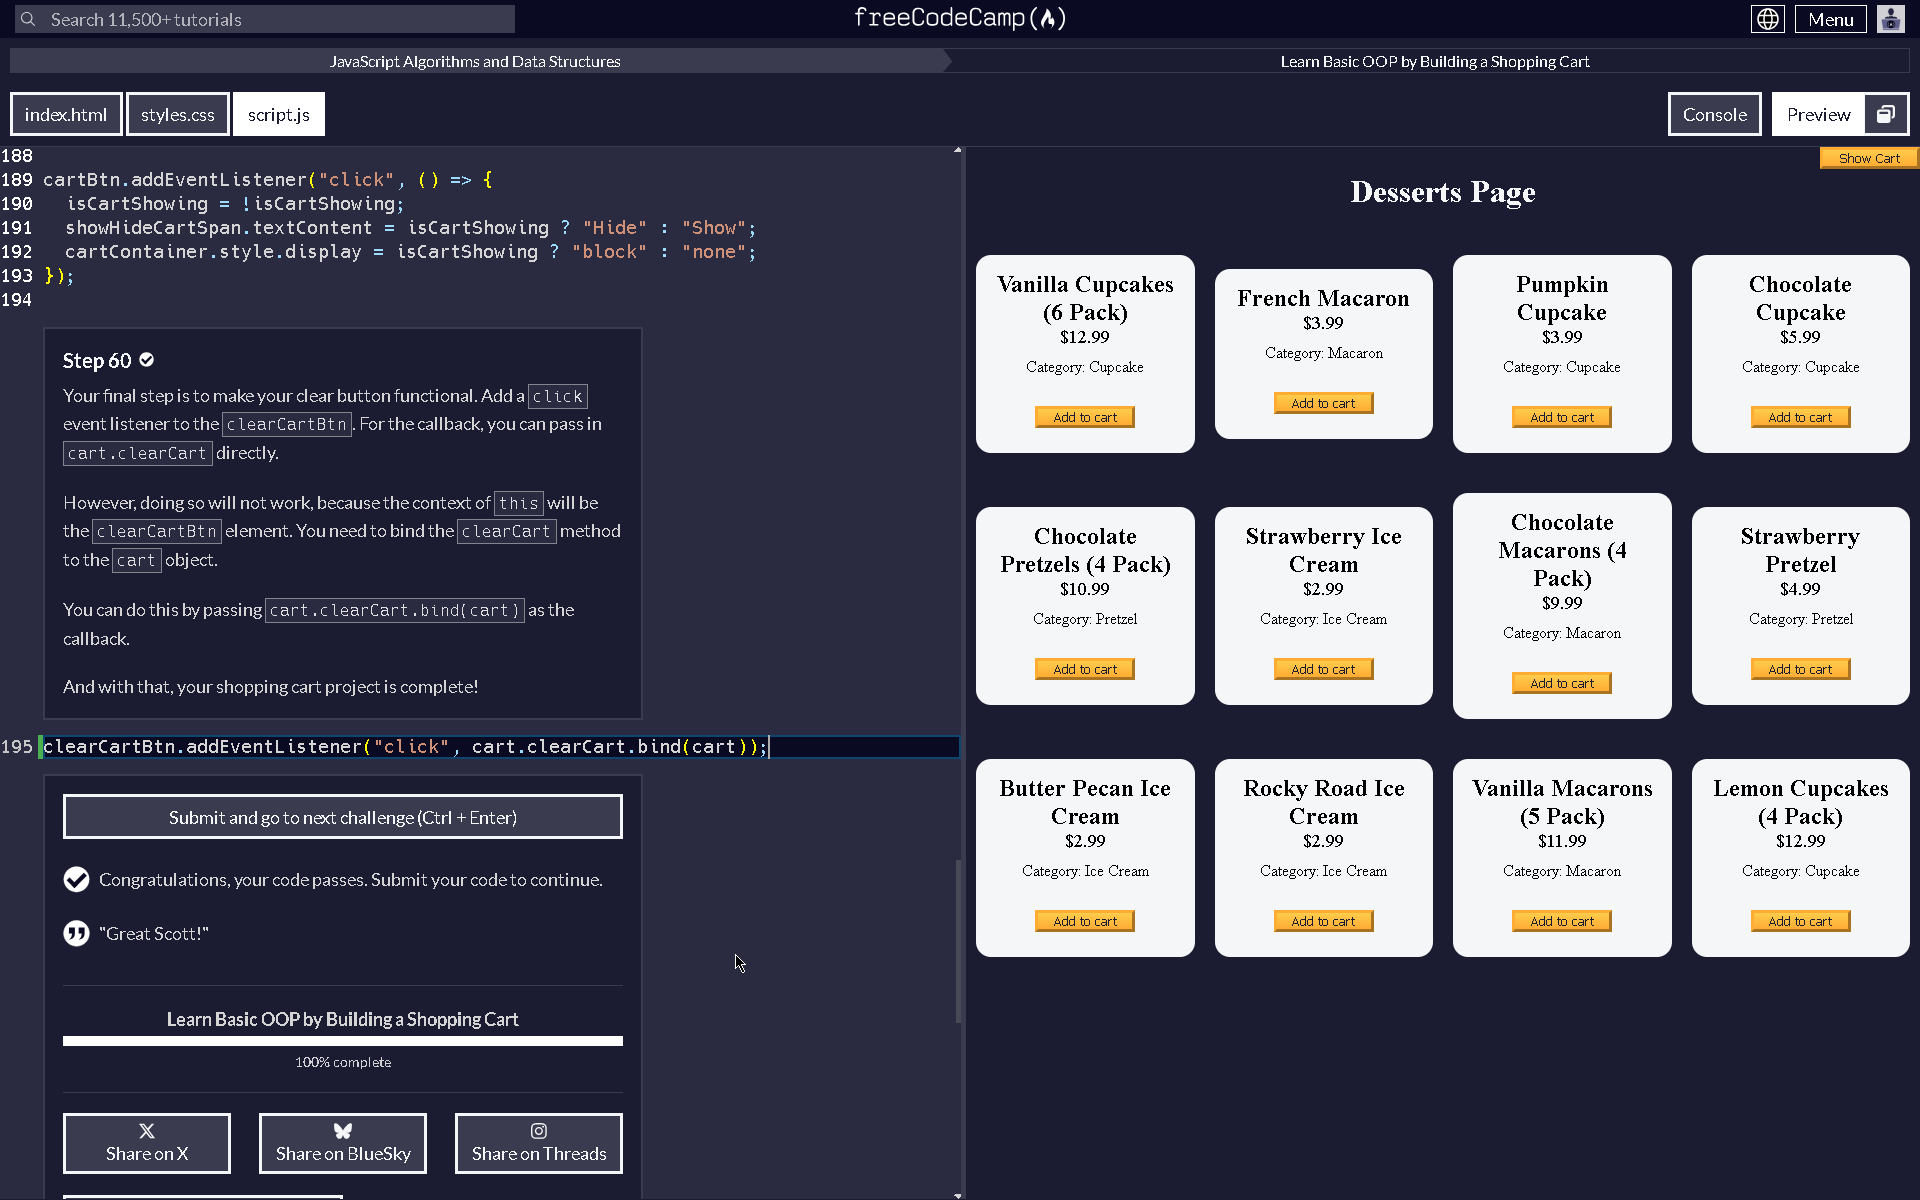 Search 11,500+ tutorials
freeCodeCamp
Menu
JavaScript Algorithms and Data Structures
Learn Basic OOP by Building a Shopping Cart
index.html
styles.css
script.js
Console
Preview
188
189 cartBtn.addEventListener("click", () => {
190 isCartShowing = !isCartShowing;
191 showHideCartSpan.textContent = isCartShowing ? "Hide" : "Show";
192 cartContainer.style.display = isCartShowing ? "block" : "none";
193 });
194
Step 60
Your final step is to make your clear button functional. Add a click
event listener to the clearCartBtn. For the callback, you can pass in
cart.clearCart directly.
However, doing so will not work, because the context of this will be
the clearCartBtn element. You need to bind the clearCart method
to the cart object.
You can do this by passing cart.clearCart.bind(cart) as the
callback.
And with that, your shopping cart project is complete!
195 clearCartBtn.addEventListener("click", cart.clearCart.bind(cart));
Submit and go to next challenge (Ctrl + Enter)
Congratulations, your code passes. Submit your code to continue.
"Great Scott!"
Learn Basic OOP by Building a Shopping Cart
100% complete
Share on X
Share on BlueSky
Share on Threads
Show Cart
Desserts Page
Vanilla Cupcakes
(6 Pack)
$12.99
Category: Cupcake
Add to cart
French Macaron
$3.99
Category: Macaron
Add to cart
Pumpkin
Cupcake
$3.99
Category: Cupcake
Add to cart
Chocolate
Cupcake
$5.99
Category: Cupcake
Add to cart
Chocolate
Pretzels (4 Pack)
$10.99
Category: Pretzel
Add to cart
Strawberry Ice
Cream
$2.99
Category: Ice Cream
Add to cart
Chocolate
Macarons (4
Pack)
$9.99
Category: Macaron
Add to cart
Strawberry
Pretzel
$4.99
Category: Pretzel
Add to cart
Butter Pecan Ice
Cream
$2.99
Category: Ice Cream
Add to cart
Rocky Road Ice
Cream
$2.99
Category: Ice Cream
Add to cart
Vanilla Macarons
(5 Pack)
$11.99
Category: Macaron
Add to cart
Lemon Cupcakes
(4 Pack)
$12.99
Category: Cupcake
Add to cart